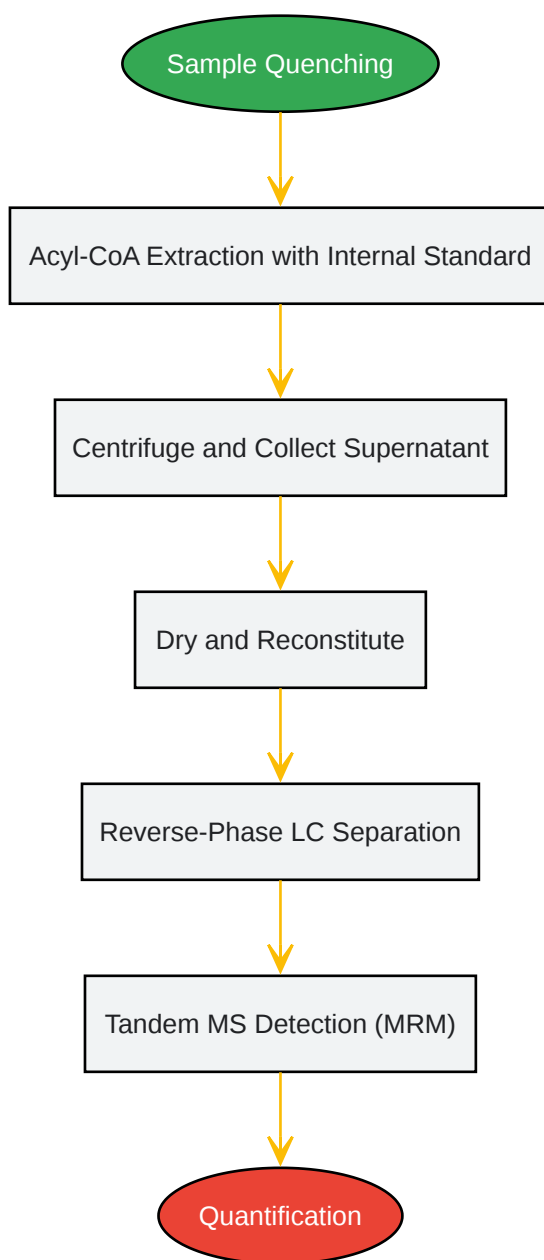 Sample Quenching
Acyl-CoA Extraction with Internal Standard
Centrifuge and Collect Supernatant
Dry and Reconstitute
Reverse-Phase LC Separation
Tandem MS Detection (MRM)
Quantification